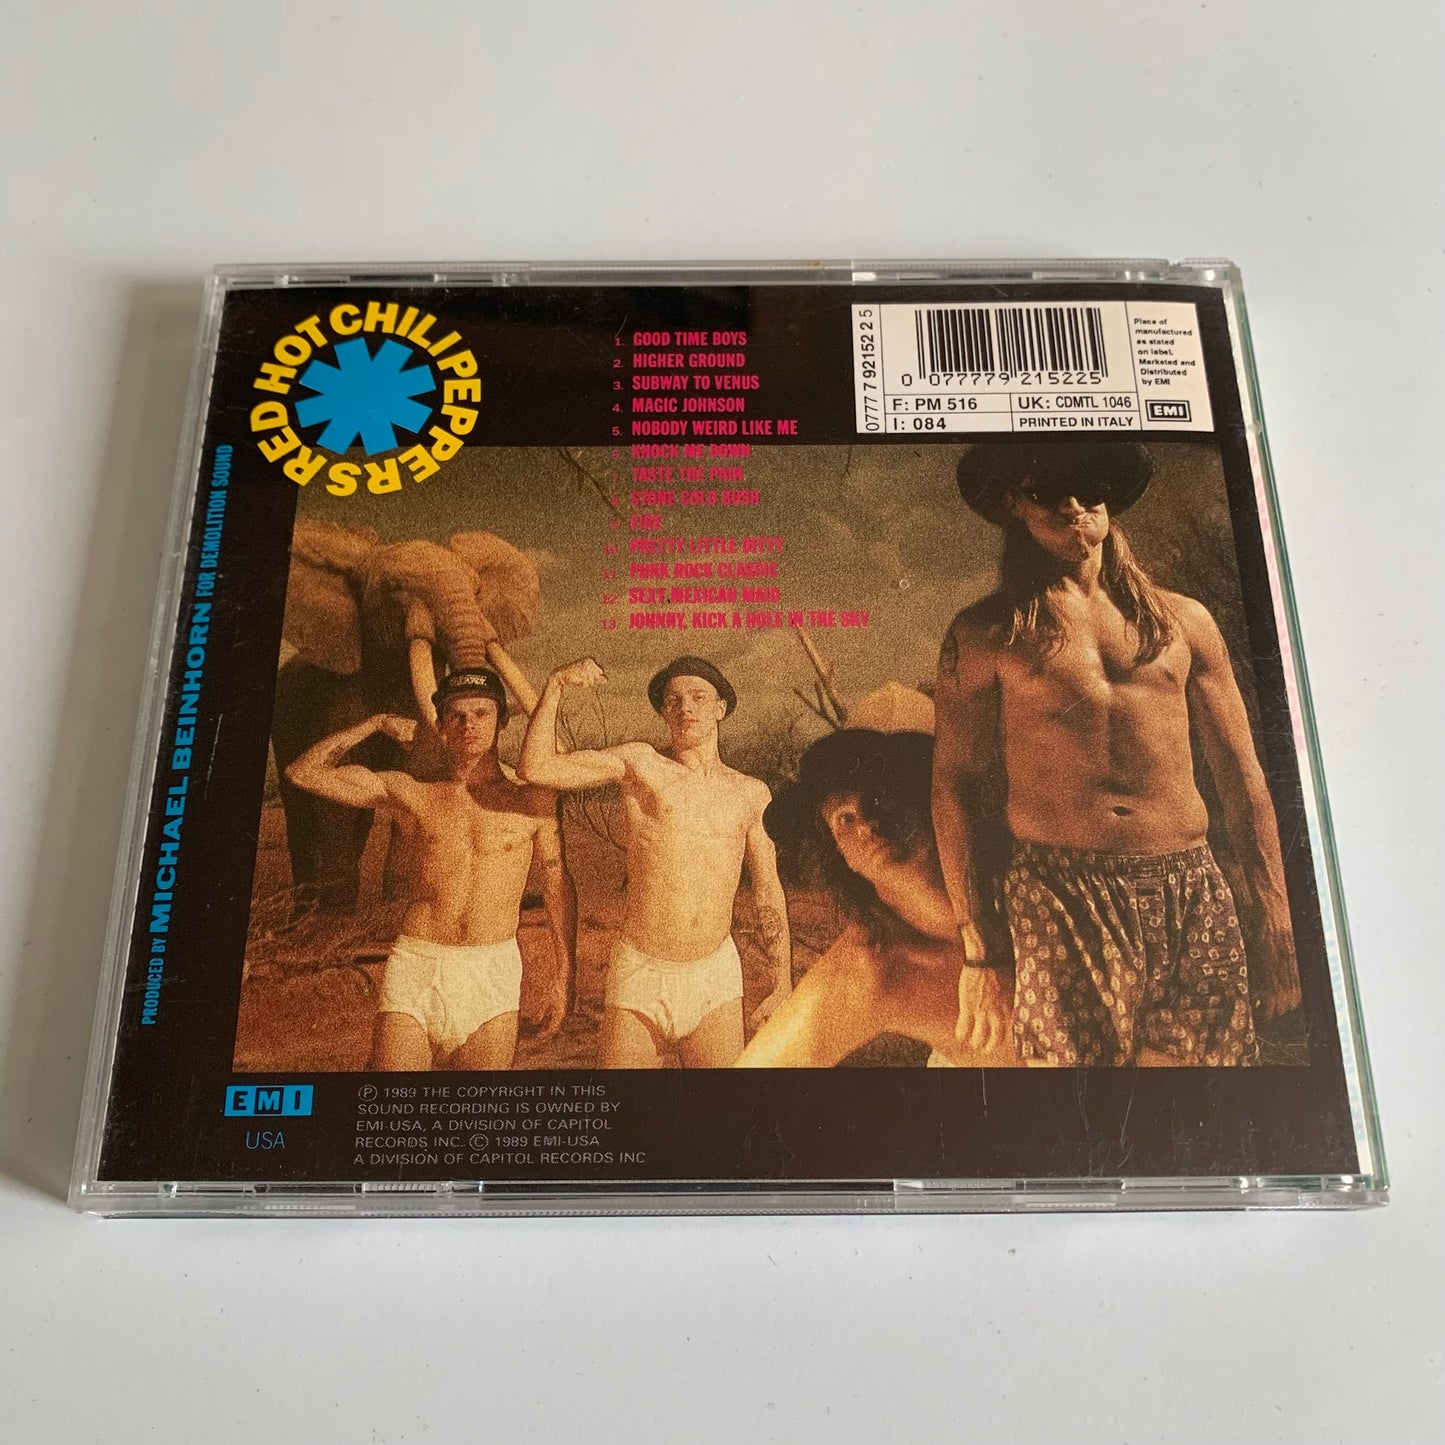 RED HOT CHILI PEPPERS
PRODUCED BY MICHAEL BEINHORN FOR DEMOLITION SOUND
1. GOOD TIME BOYS
2. HIGHER GROUND
3. SUBWAY TO VENUS
4. MAGIC JOHNSON
5. NOBODY WEIRD LIKE ME
6. KNOCK ME DOWN
7. TASTE THE PAIN
8. STONE COLD BUSH
9. FIRE
10. PRETTY LITTLE DITTY
11. PUNK ROCK CLASSIC
12. SEXY MEXICAN MAID
13. JOHNNY, KICK A HOLE IN THE SKY
0777 7 92152 2 5
0 077779 215225
F: PM 516
UK: CDMTL 1046
I: 084
PRINTED IN ITALY
Place of
manufactured
as stated
on label,
Marketed and
Distributed
by EMI
EMI
EMI
USA
Ⓟ 1989 THE COPYRIGHT IN THIS
SOUND RECORDING IS OWNED BY
EMI-USA, A DIVISION OF CAPITOL
RECORDS INC. © 1989 EMI-USA
A DIVISION OF CAPITOL RECORDS INC